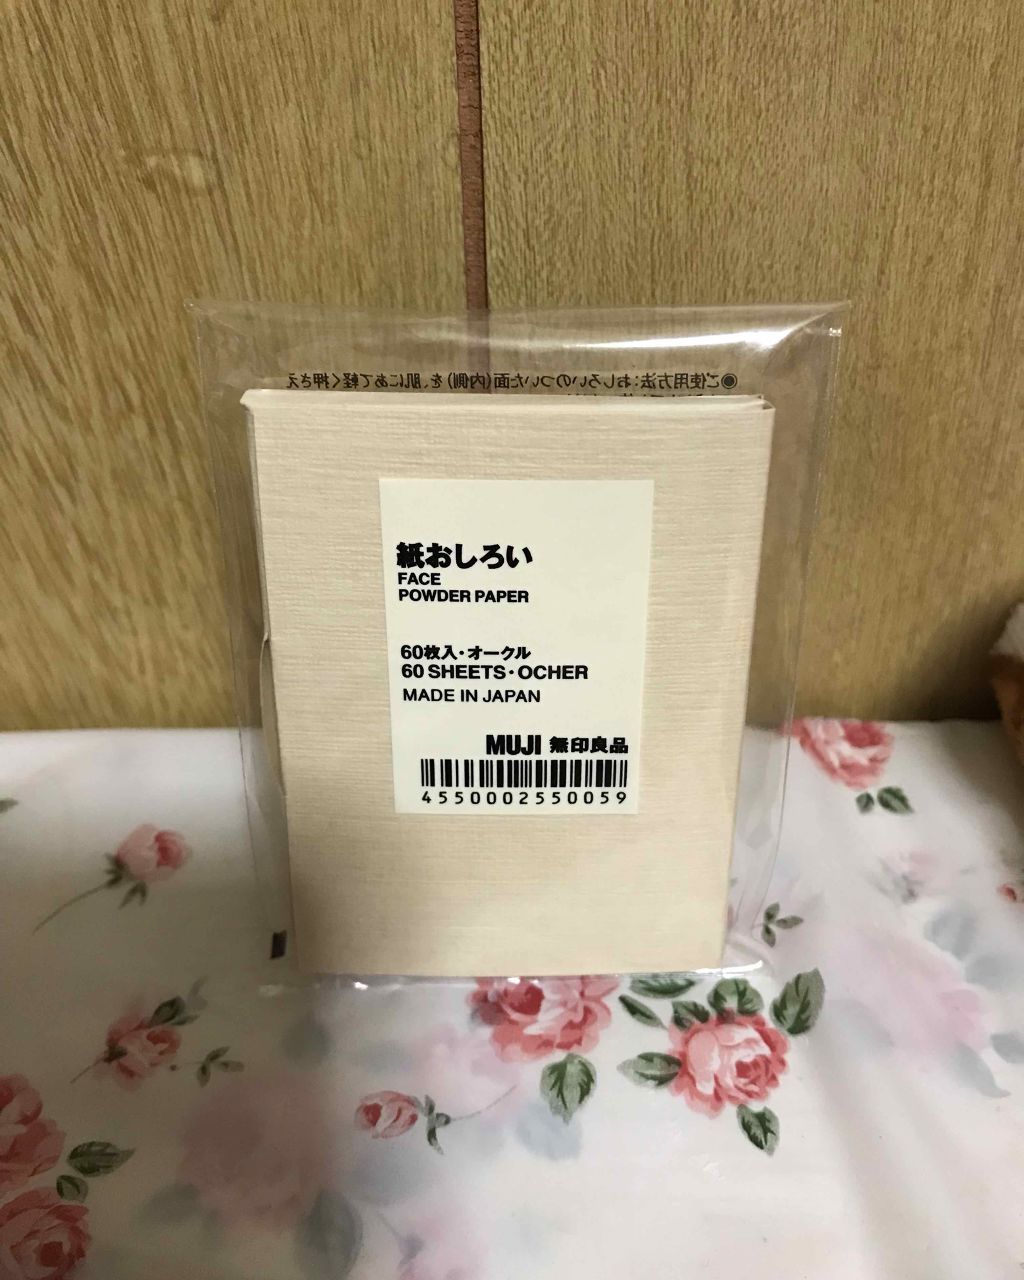 ◉ご使用方法:おしろいのついた面(内側)を、肌にあて軽く押さえ
紙おしろい
FACE
POWDER PAPER
60枚入・オークル
60 SHEETS・OCHER
MADE IN JAPAN
MUJI 無印良品
4550002550059